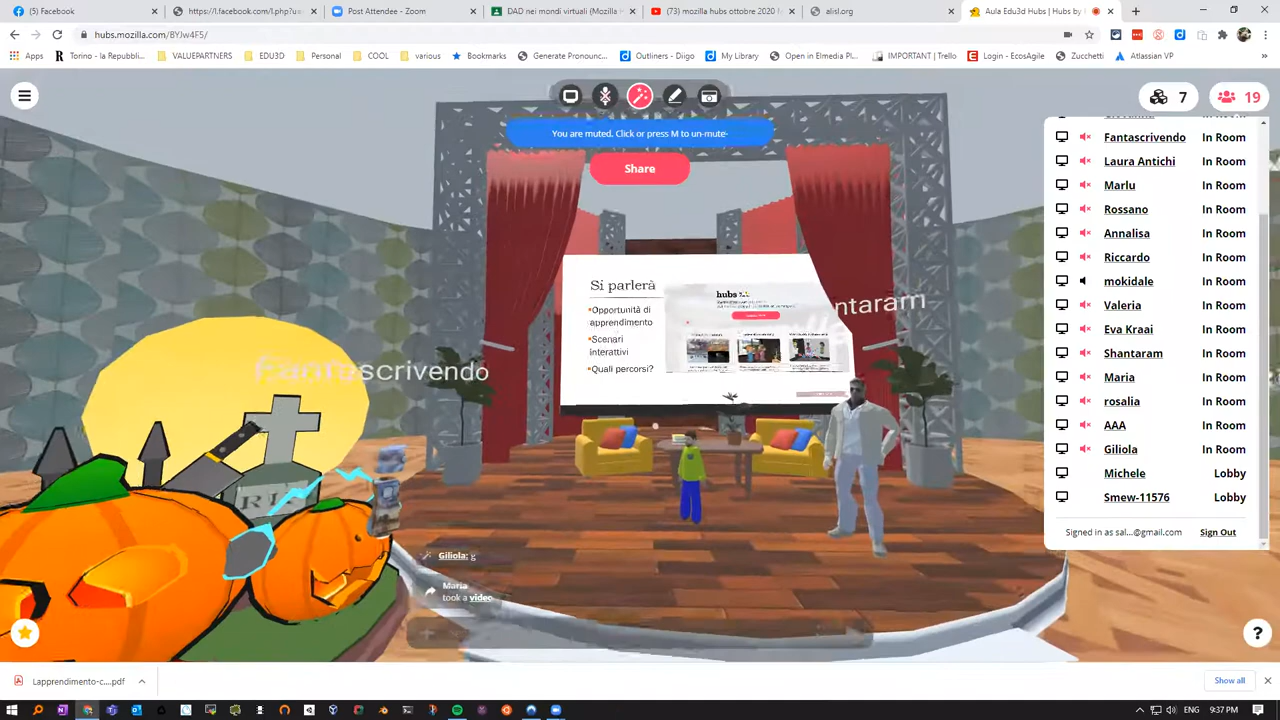 (5) Facebook
https://l.facebook.com/l.php?u=
Post Attendee - Zoom
DAD nei mondi virtuali (Mozilla H
(73) mozilla hubs ottobre 2020 I
alisl.org
Aula Edu3d Hubs | Hubs by
hubs.mozilla.com/BYJw4F5/
Apps
Torino - la Repubbli...
VALUEPARTNERS
EDU3D
Personal
COOL
various
Bookmarks
Generate Pronounc...
Outliners - Diigo
My Library
Open in Elmedia Pl...
IMPORTANT | Trello
Login - EcosAgile
Zucchetti
Atlassian VP
7
19
You are muted. Click or press M to un-mute-
Share
Fantascrivendo In Room
Laura Antichi In Room
Marlu In Room
Rossano In Room
Annalisa In Room
Riccardo In Room
mokidale In Room
Valeria In Room
Eva Kraai In Room
Shantaram In Room
Maria In Room
rosalia In Room
AAA In Room
Giliola In Room
Michele Lobby
Smew-11576 Lobby
Signed in as sal...@gmail.com Sign Out
Si parlerà
•Opportunità di
apprendimento
•Scenari
interattivi
•Quali percorsi?
hubs
ntaram
Fantascrivendo
RIP
Giliola: g
Maria
took a video
?
Lapprendimento-c....pdf
Show all
ENG
9:37 PM